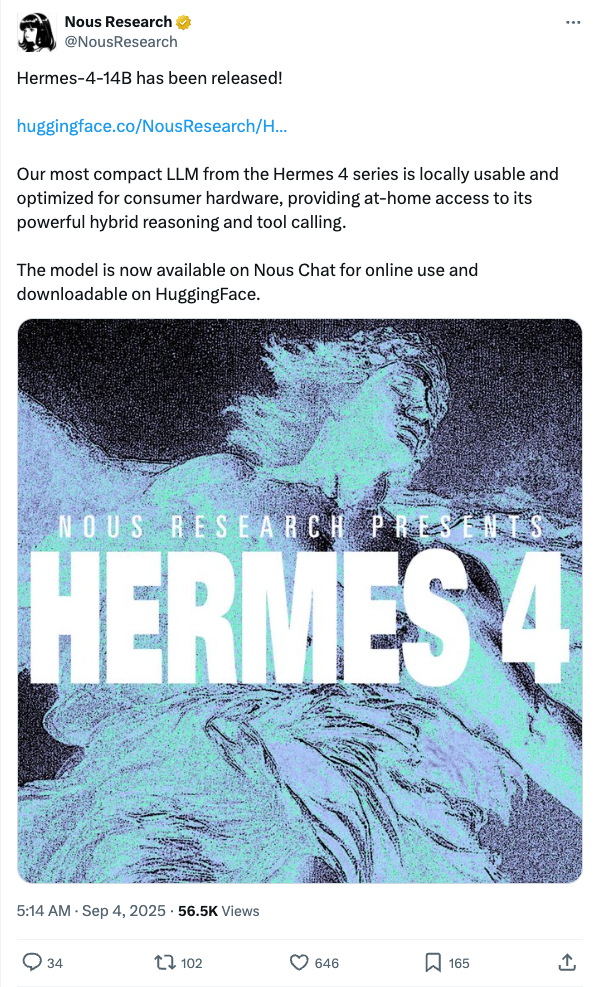 Nous Research
@NousResearch
Hermes-4-14B has been released!
huggingface.co/NousResearch/H...
Our most compact LLM from the Hermes 4 series is locally usable and
optimized for consumer hardware, providing at-home access to its
powerful hybrid reasoning and tool calling.
The model is now available on Nous Chat for online use and
downloadable on HuggingFace.
NOUS RESEARCH PRESENTS
HERMES 4
5:14 AM · Sep 4, 2025 · 56.5K Views
34 102 646 165